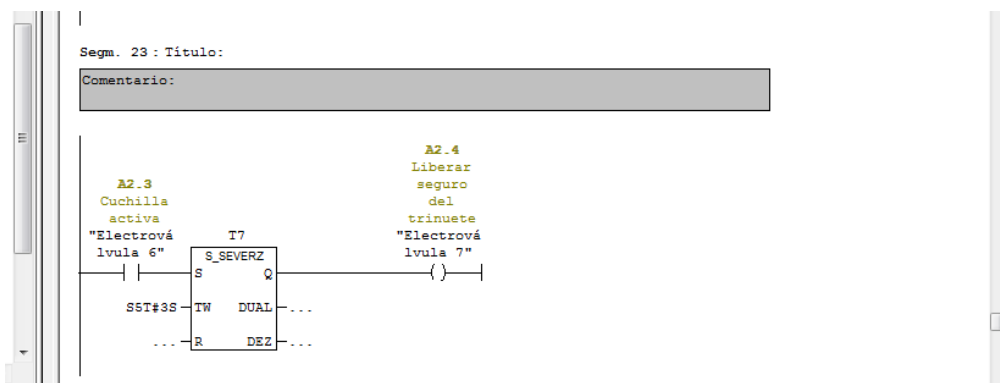 Segm. 23 : Título:
Comentario:
A2.4
Liberar
seguro
del
trinuete
"Electrová
lvula 7"
A2.3
Cuchilla
activa
"Electrová
lvula 6"
T7
S_SEVERZ
S Q
S5T#3S TW DUAL ...
... R DEZ ...